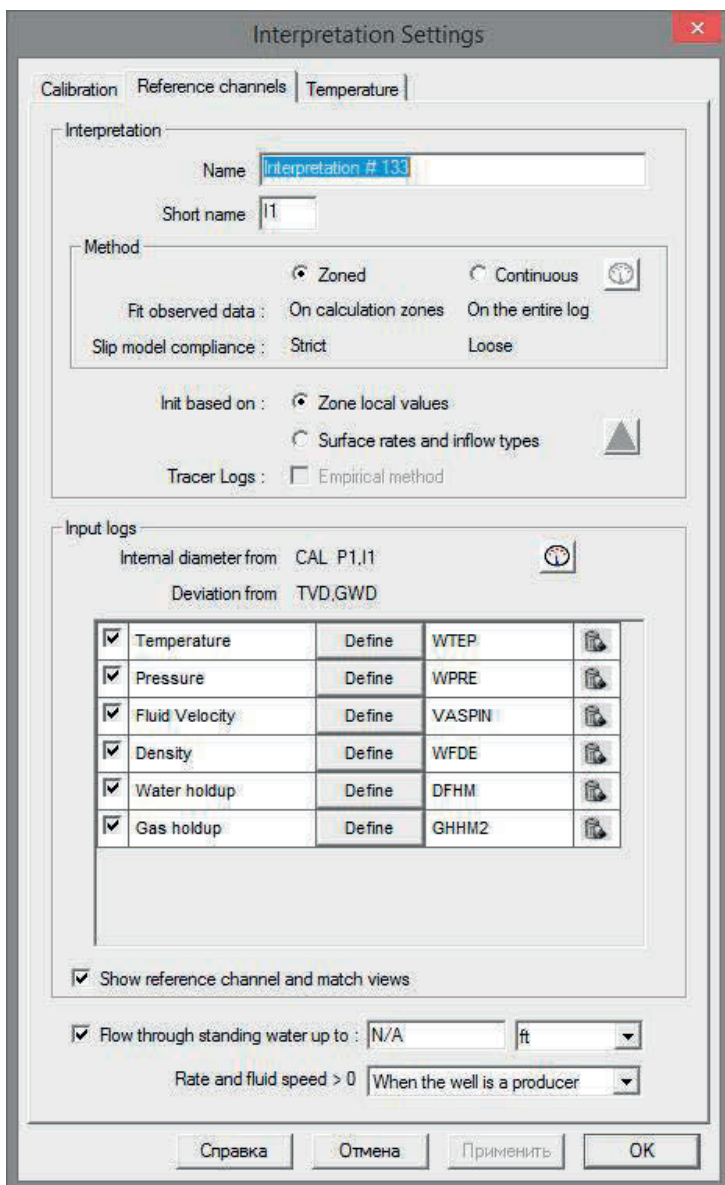 Interpretation Settings
Calibration Reference channels Temperature
Interpretation
Name Interpretation # 133
Short name I1
Method
Zoned Continuous
Fit observed data : On calculation zones On the entire log
Slip model compliance : Strict Loose
Init based on : Zone local values
Surface rates and inflow types
Tracer Logs : Empirical method
Input logs
Internal diameter from CAL P1,I1
Deviation from TVD,GWD
Temperature Define WTEP
Pressure Define WPRE
Fluid Velocity Define VASPIN
Density Define WFDE
Water holdup Define DFHM
Gas holdup Define GHHM2
Show reference channel and match views
Flow through standing water up to : N/A ft
Rate and fluid speed > 0 When the well is a producer
Справка Отмена Применить OK